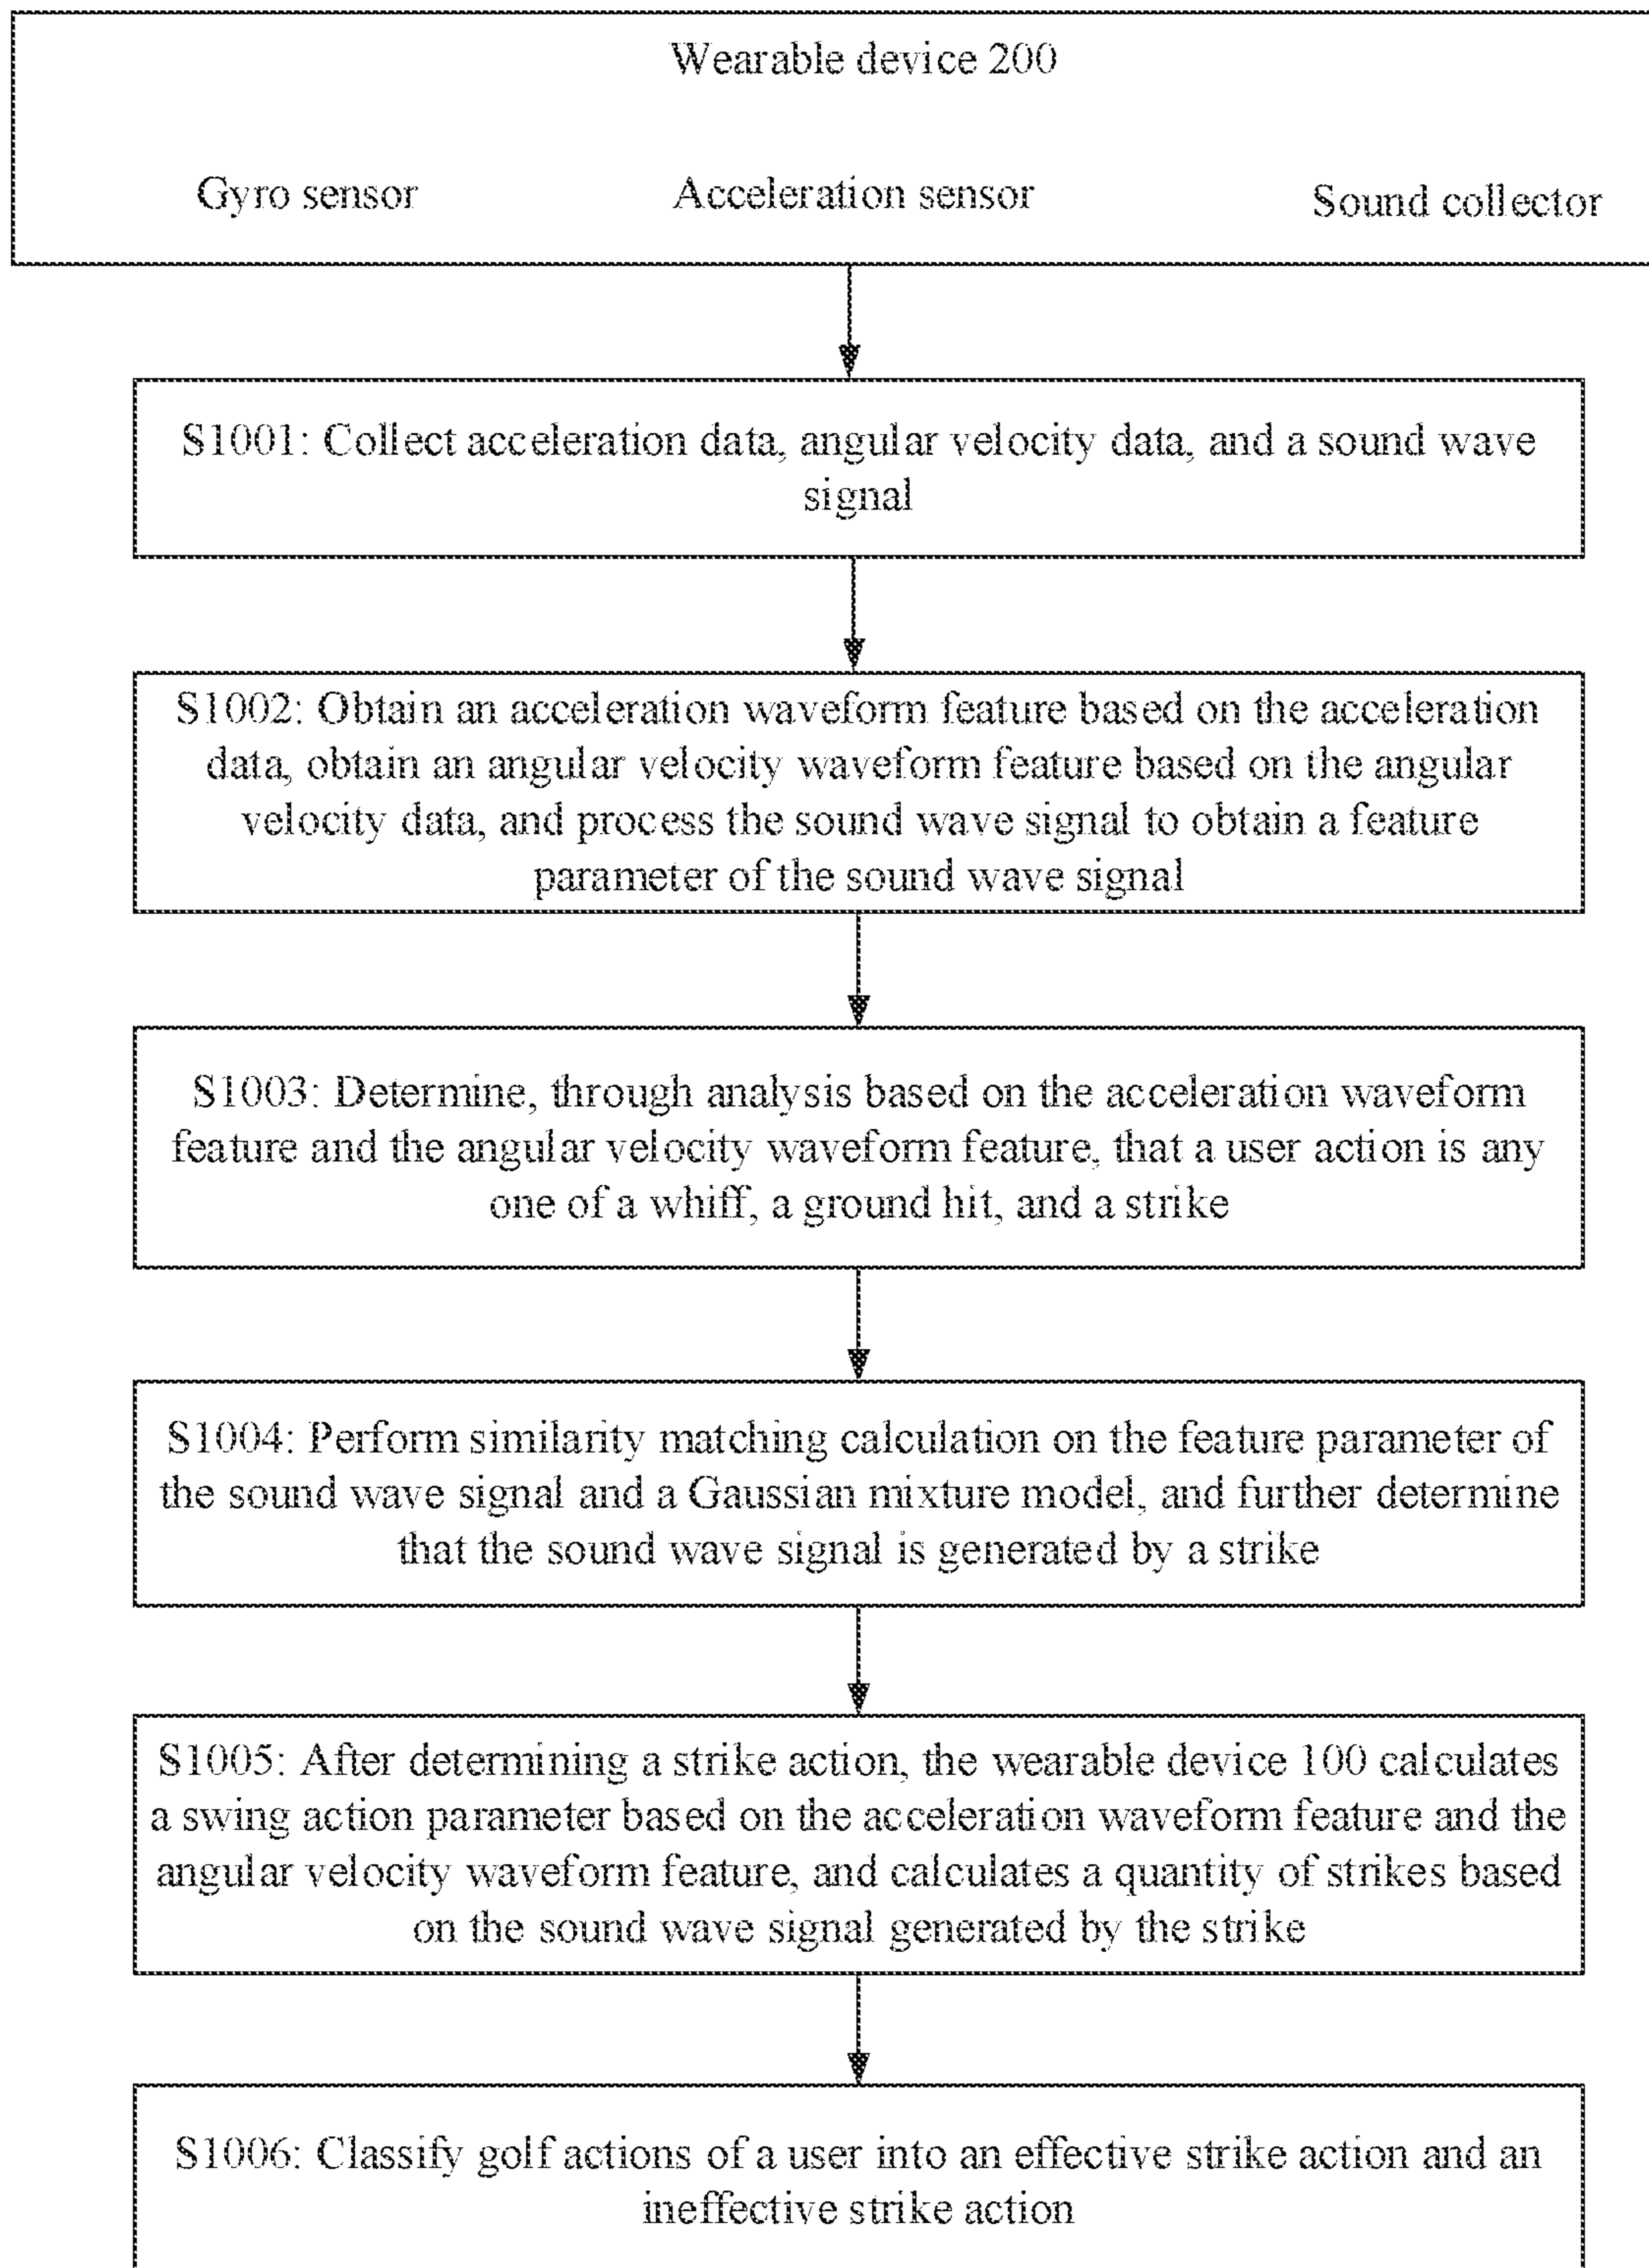 Wearable device 200
Gyro sensor
Acceleration sensor
Sound collector
S1001: Collect acceleration data, angular velocity data, and a sound wave
signal
S1002: Obtain an acceleration waveform feature based on the acceleration
data, obtain an angular velocity waveform feature based on the angular
velocity data, and process the sound wave signal to obtain a feature
parameter of the sound wave signal
S1003: Determine, through analysis based on the acceleration waveform
feature and the angular velocity waveform feature, that a user action is any
one of a whiff, a ground hit, and a strike
S1004: Perform similarity matching calculation on the feature parameter of
the sound wave signal and a Gaussian mixture model, and further determine
that the sound wave signal is generated by a strike
S1005: After determining a strike action, the wearable device 100 calculates
a swing action parameter based on the acceleration waveform feature and the
angular velocity waveform feature, and calculates a quantity of strikes based
on the sound wave signal generated by the strike
S1006: Classify golf actions of a user into an effective strike action and an
ineffective strike action